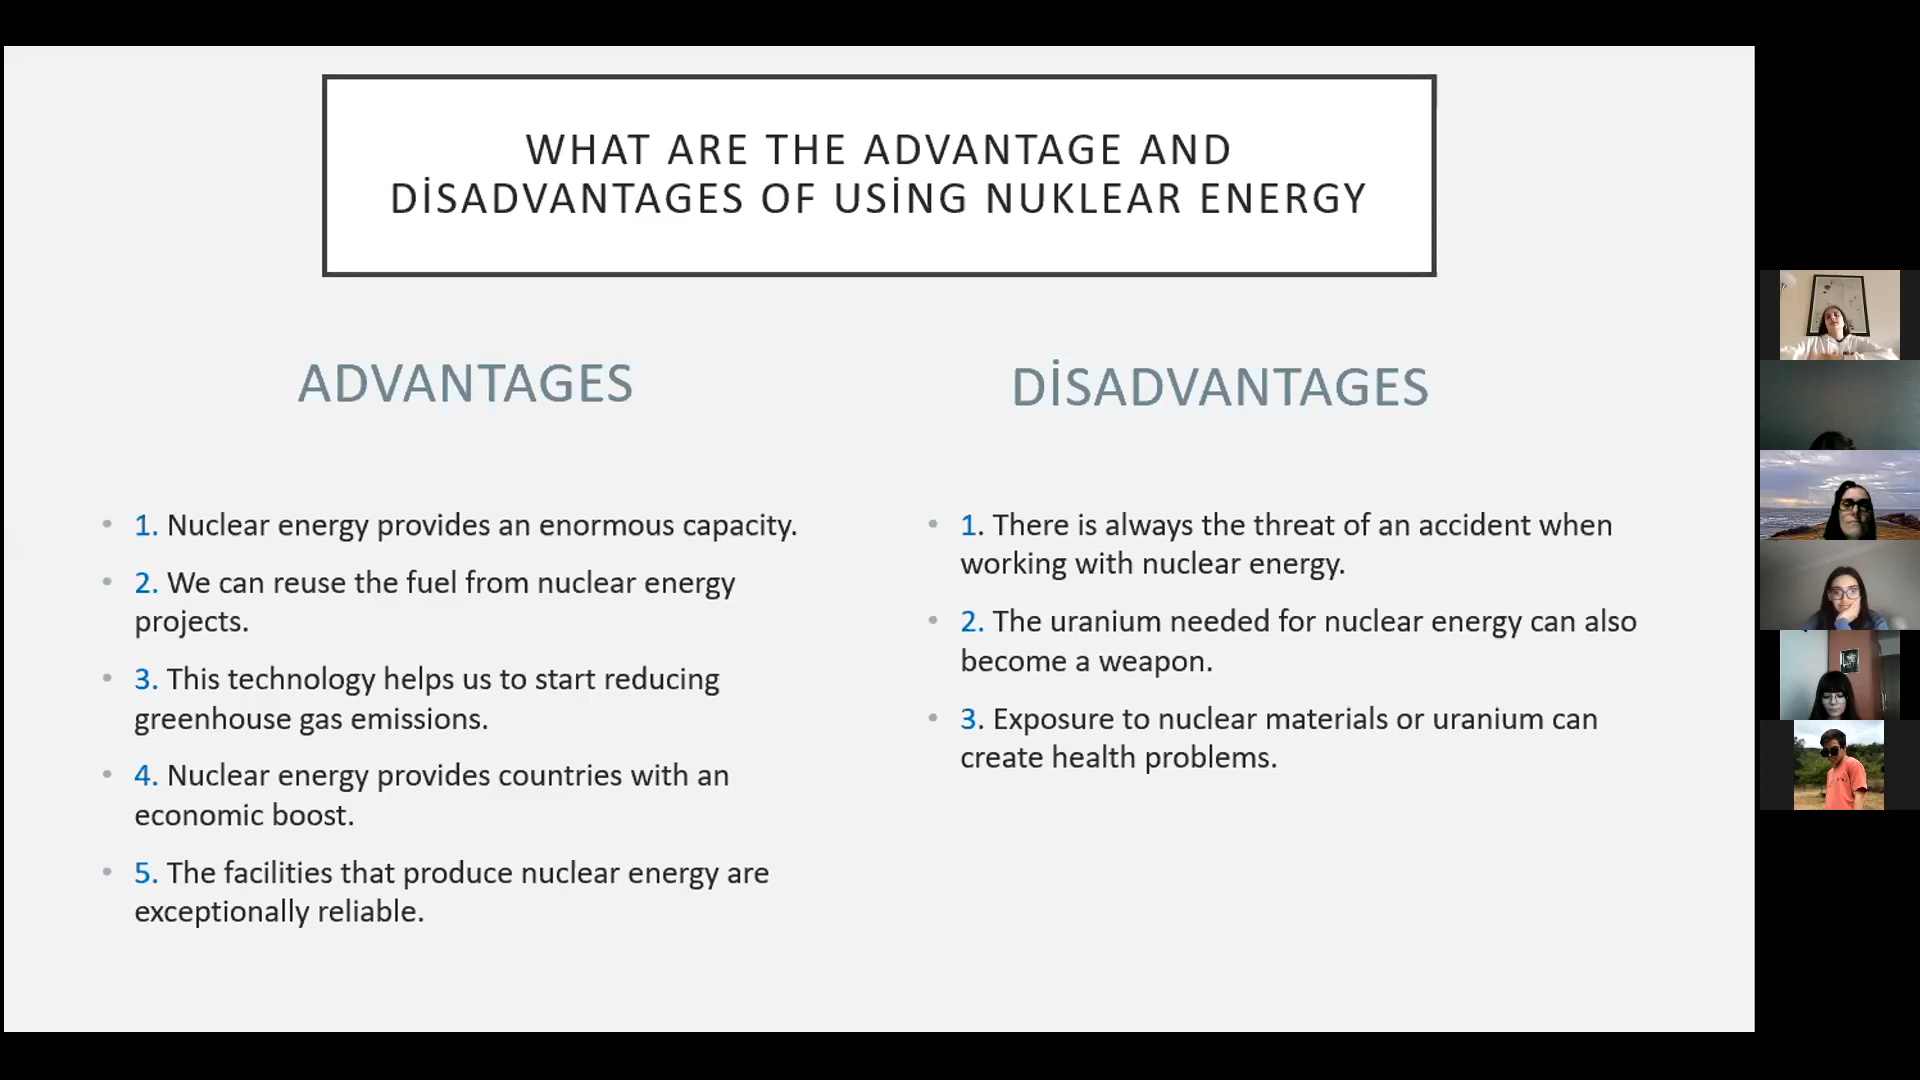 WHAT ARE THE ADVANTAGE AND
DİSADVANTAGES OF USİNG NUKLEAR ENERGY
ADVANTAGES
• 1. Nuclear energy provides an enormous capacity.
• 2. We can reuse the fuel from nuclear energy
projects.
• 3. This technology helps us to start reducing
greenhouse gas emissions.
• 4. Nuclear energy provides countries with an
economic boost.
• 5. The facilities that produce nuclear energy are
exceptionally reliable.
DİSADVANTAGES
• 1. There is always the threat of an accident when
working with nuclear energy.
• 2. The uranium needed for nuclear energy can also
become a weapon.
• 3. Exposure to nuclear materials or uranium can
create health problems.